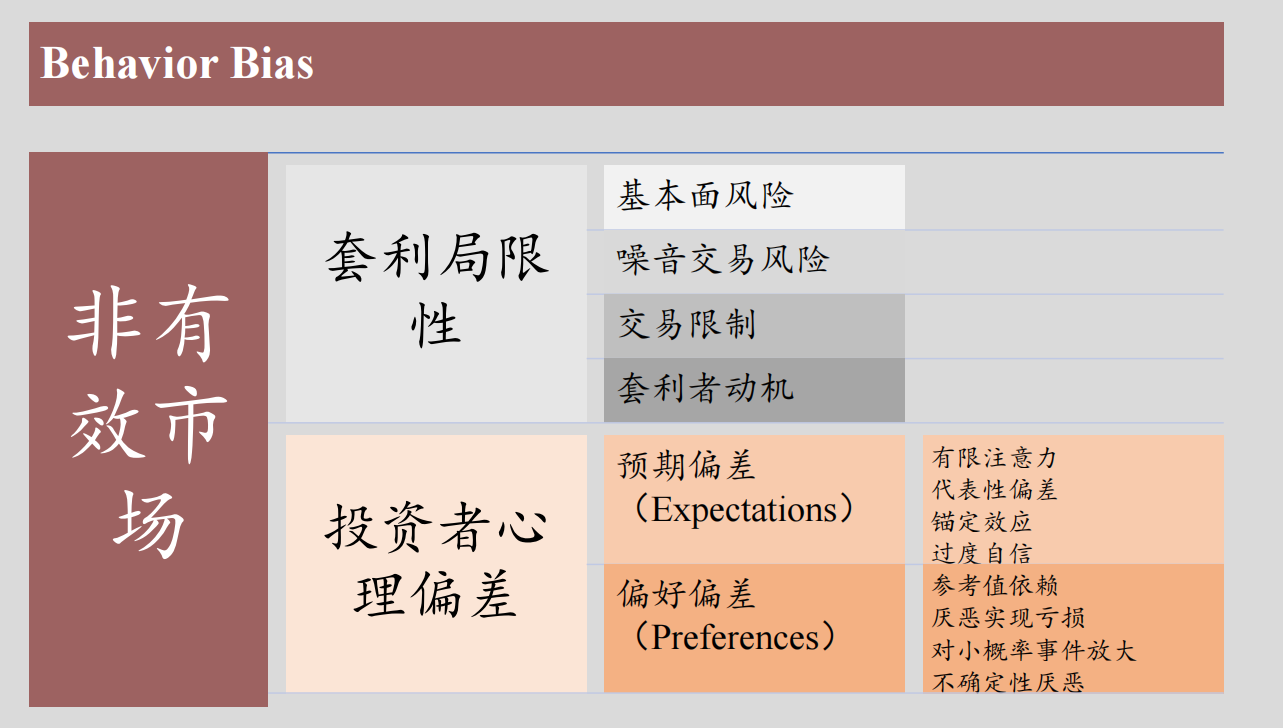 Behavior Bias
非有
效市
场
套利局限
性
基本面风险
噪音交易风险
交易限制
套利者动机
投资者心
理偏差
预期偏差
（Expectations）
有限注意力
代表性偏差
锚定效应
过度自信
偏好偏差
（Preferences）
参考值依赖
厌恶实现亏损
对小概率事件放大
不确定性厌恶